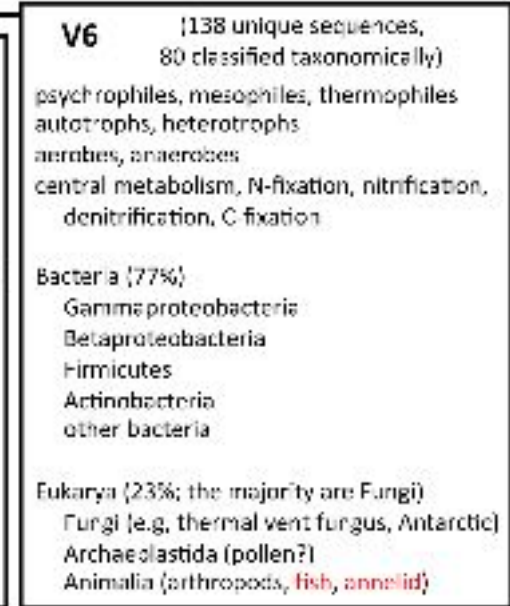 V6 (138 unique sequences,
80 classified taxonomically)
psychrophiles, mesophiles, thermophiles
autotrophs, heterotrophs
aerobes, anaerobes
central metabolism, N-fixation, nitrification,
denitrification, C-fixation
Bacteria (77%)
Gammaproteobacteria
Betaproteobacteria
Firmicutes
Actinobacteria
other bacteria
Eukarya (23%; the majority are Fungi)
Fungi (e.g, thermal vent fungus, Antarctic)
Archaeplastida (pollen?)
Animalia (arthropods, fish, annelid)